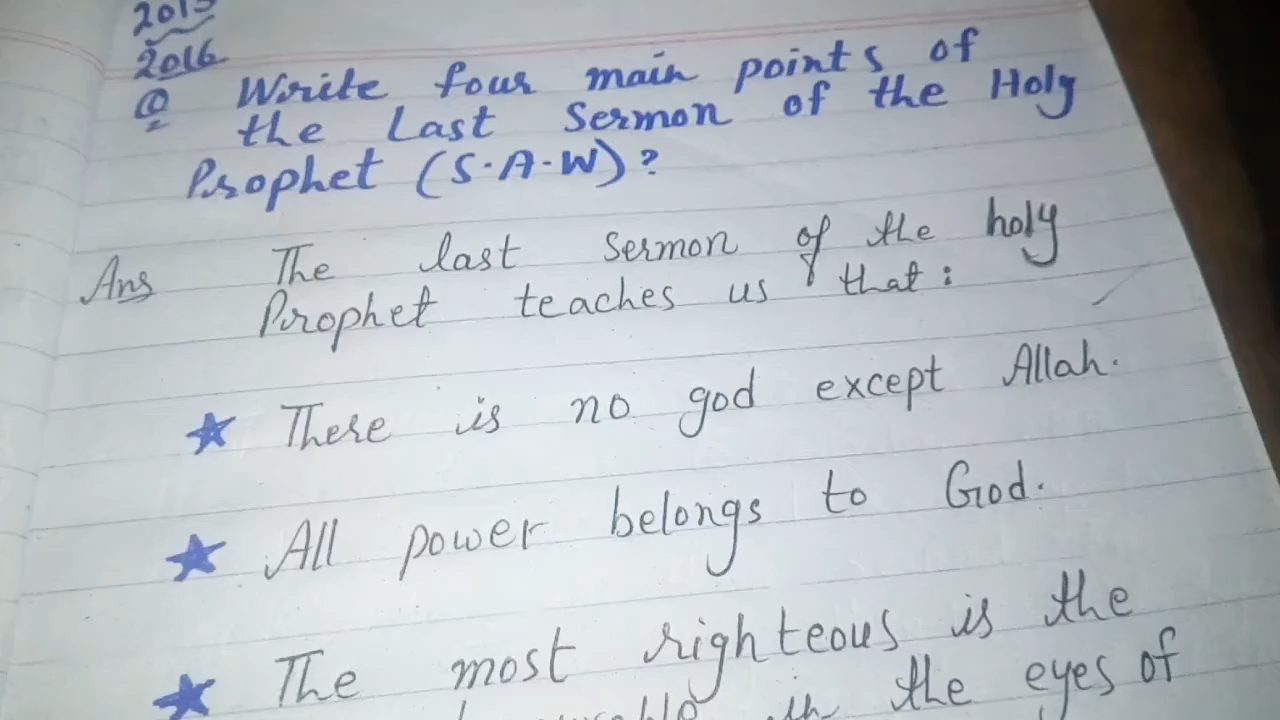 2015
2016
Q Write four main points of
the Last Sermon of the Holy
Prophet (S.A.W)?
Ans The last sermon of the holy
Prophet teaches us that:
★ There is no god except Allah.
★ All power belongs to God.
★ The most righteous is the
in the eyes of